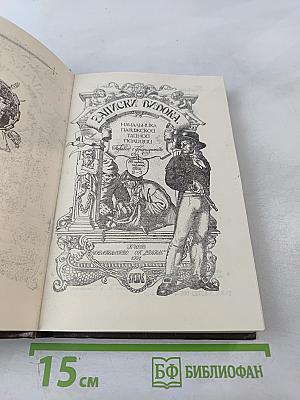 ЗАПИСКИ ВИДОКА
НАЧАЛЬНИКА
ПАРИЖСКОЙ
ТАЙНОЙ
ПОЛИЦИИ
15 см
БФ БИБЛИОФАН